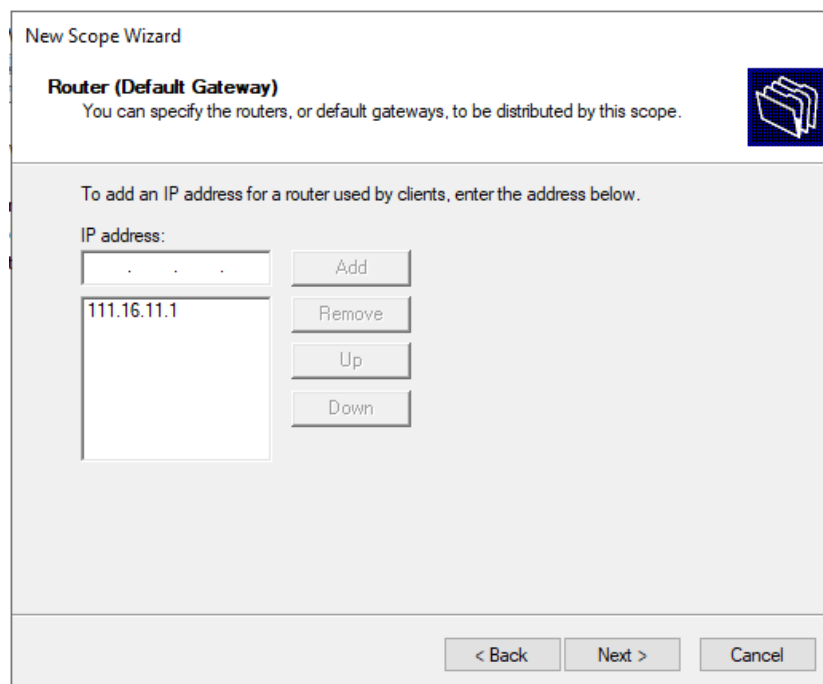 New Scope Wizard
Router (Default Gateway)
You can specify the routers, or default gateways, to be distributed by this scope.
To add an IP address for a router used by clients, enter the address below.
IP address:
. . .
Add
111.16.11.1
Remove
Up
Down
< Back
Next >
Cancel